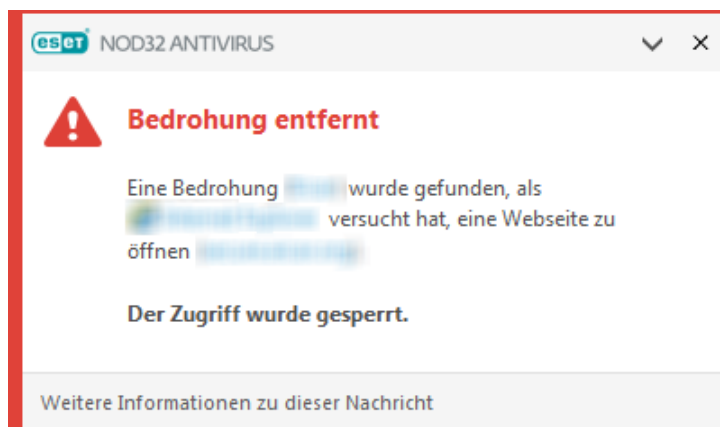 eseT NOD32 ANTIVIRUS
Bedrohung entfernt
Eine Bedrohung wurde gefunden, als
versucht hat, eine Webseite zu
öffnen
Der Zugriff wurde gesperrt.
Weitere Informationen zu dieser Nachricht